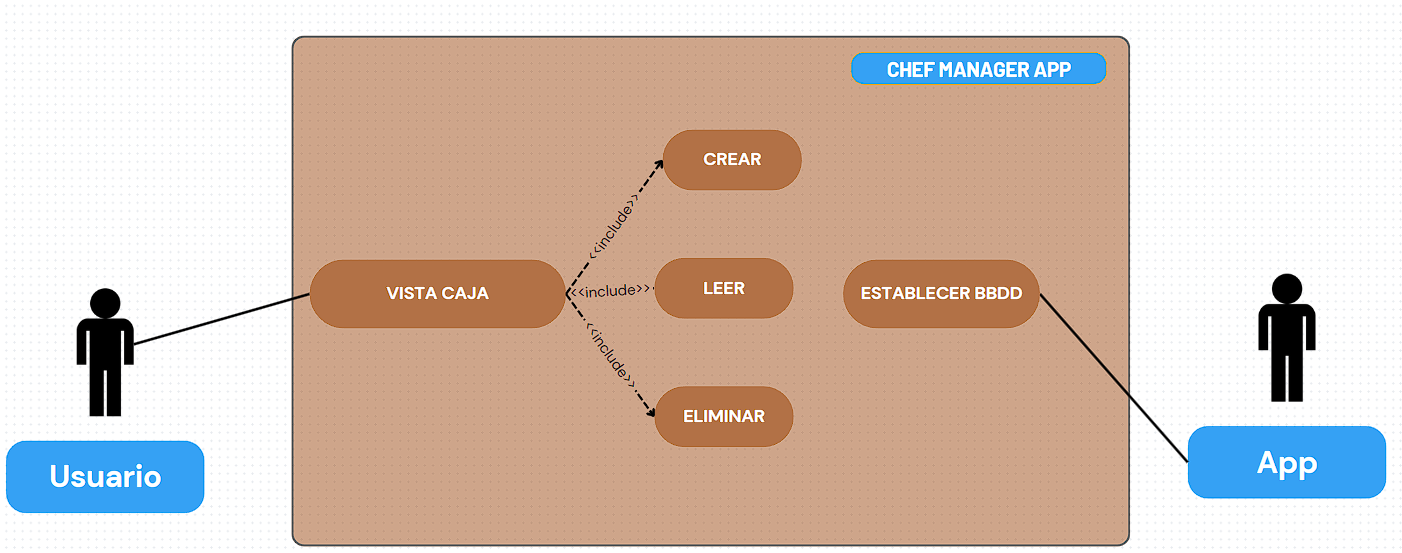 CHEF MANAGER APP
CREAR
<<include>>
VISTA CAJA
<<include>>
LEER
ESTABLECER BBDD
<<include>>
ELIMINAR
Usuario
App